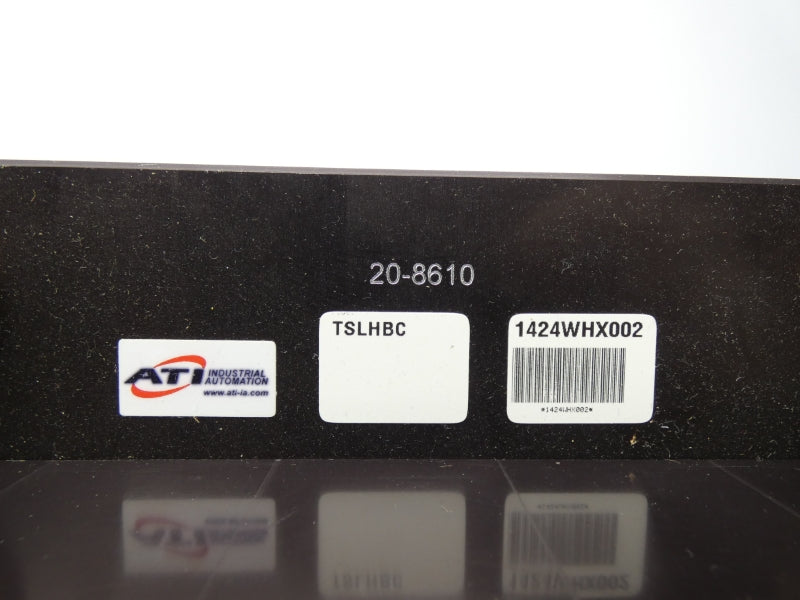 20-8610
ATI INDUSTRIAL
AUTOMATION
www.ati-ia.com
TSLHBC
1424WHX002
*1424WHX002*